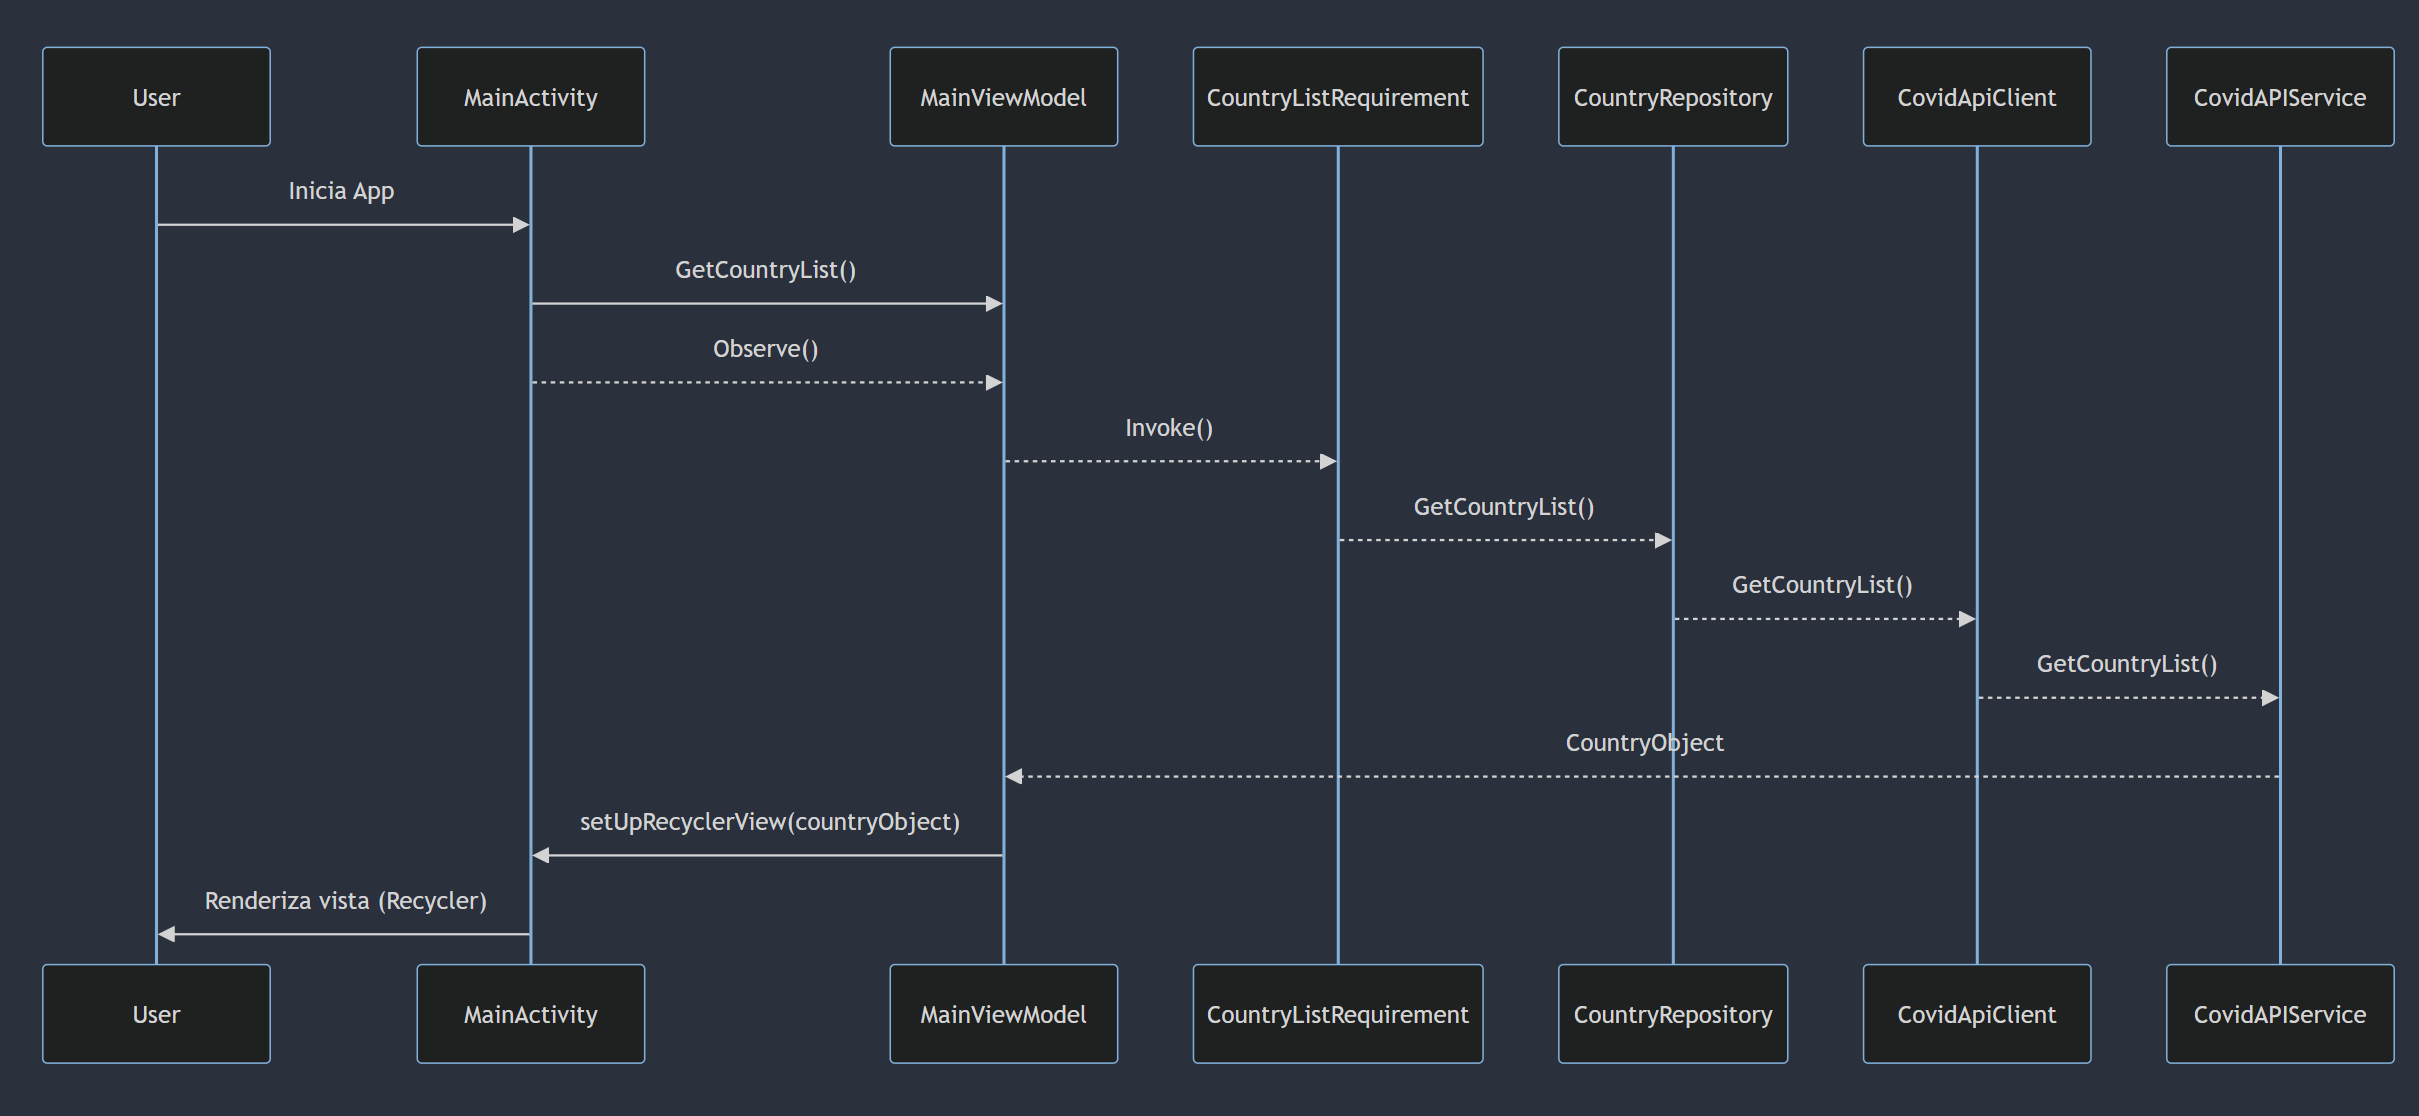 User
MainActivity
MainViewModel
CountryListRequirement
CountryRepository
CovidApiClient
CovidAPIService
Inicia App
GetCountryList()
Observe()
Invoke()
GetCountryList()
GetCountryList()
GetCountryList()
CountryObject
setUpRecyclerView(countryObject)
Renderiza vista (Recycler)
User
MainActivity
MainViewModel
CountryListRequirement
CountryRepository
CovidApiClient
CovidAPIService